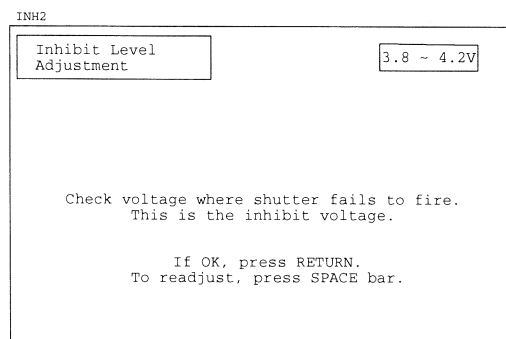 INH2
Inhibit Level
Adjustment
3.8 ~ 4.2V
Check voltage where shutter fails to fire.
This is the inhibit voltage.
If OK, press RETURN.
To readjust, press SPACE bar.